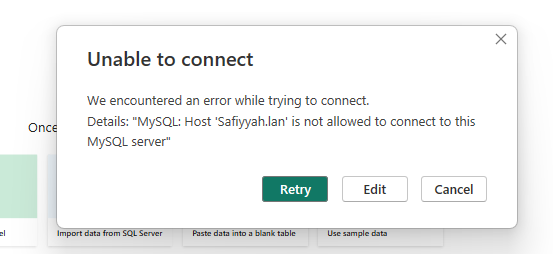 Unable to connect
We encountered an error while trying to connect.
Details: "MySQL: Host 'Safiyyah.lan' is not allowed to connect to this
MySQL server"
Once
Retry
Edit
Cancel
el
Import data from SQL Server
Paste data into a blank table
Use sample data